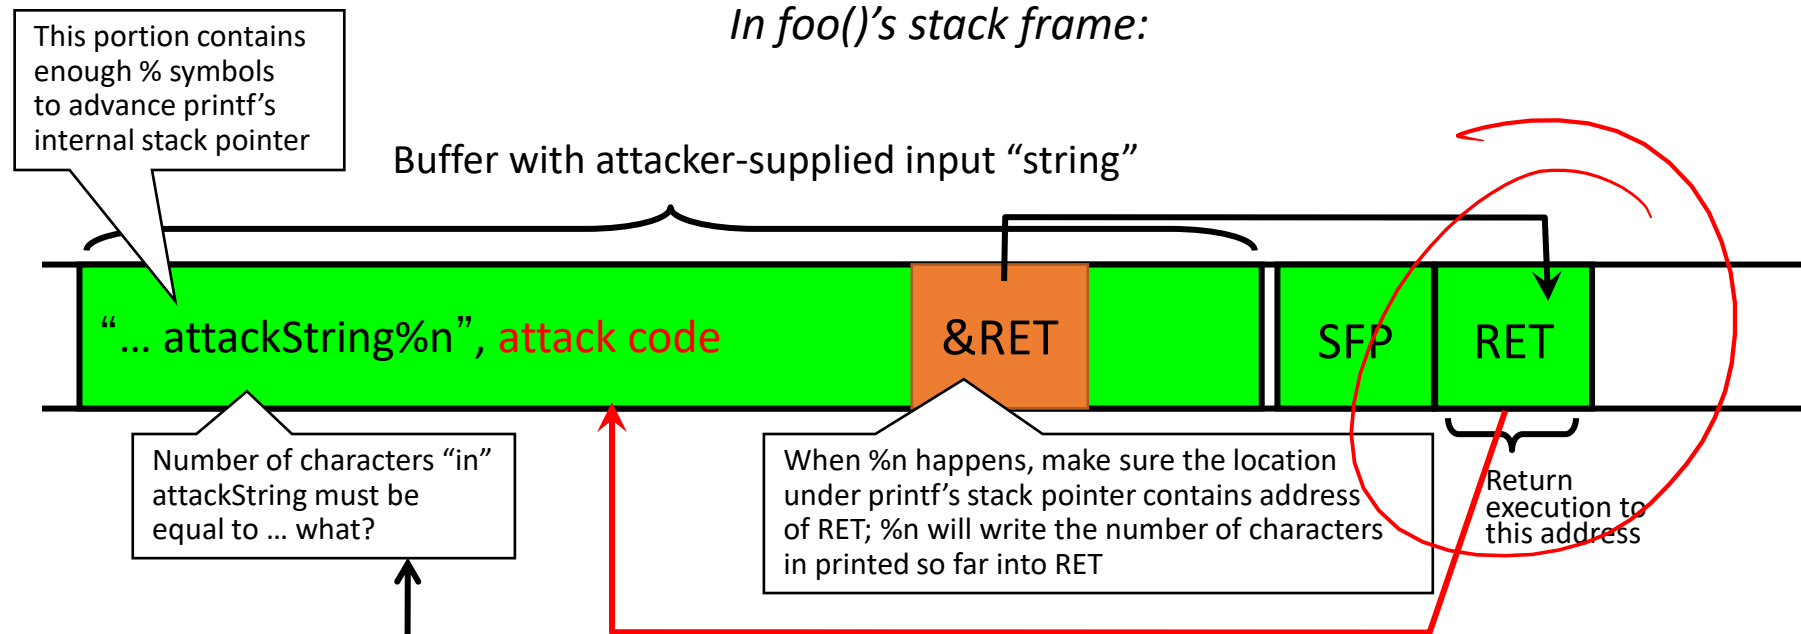 In foo()’s stack frame:
This portion contains
enough % symbols
to advance printf’s
internal stack pointer
Buffer with attacker-supplied input “string”
“... attackString%n”, attack code
&RET
SFP
RET
Number of characters “in”
attackString must be
equal to ... what?
When %n happens, make sure the location
under printf’s stack pointer contains address
of RET; %n will write the number of characters
in printed so far into RET
Return
execution to
this address